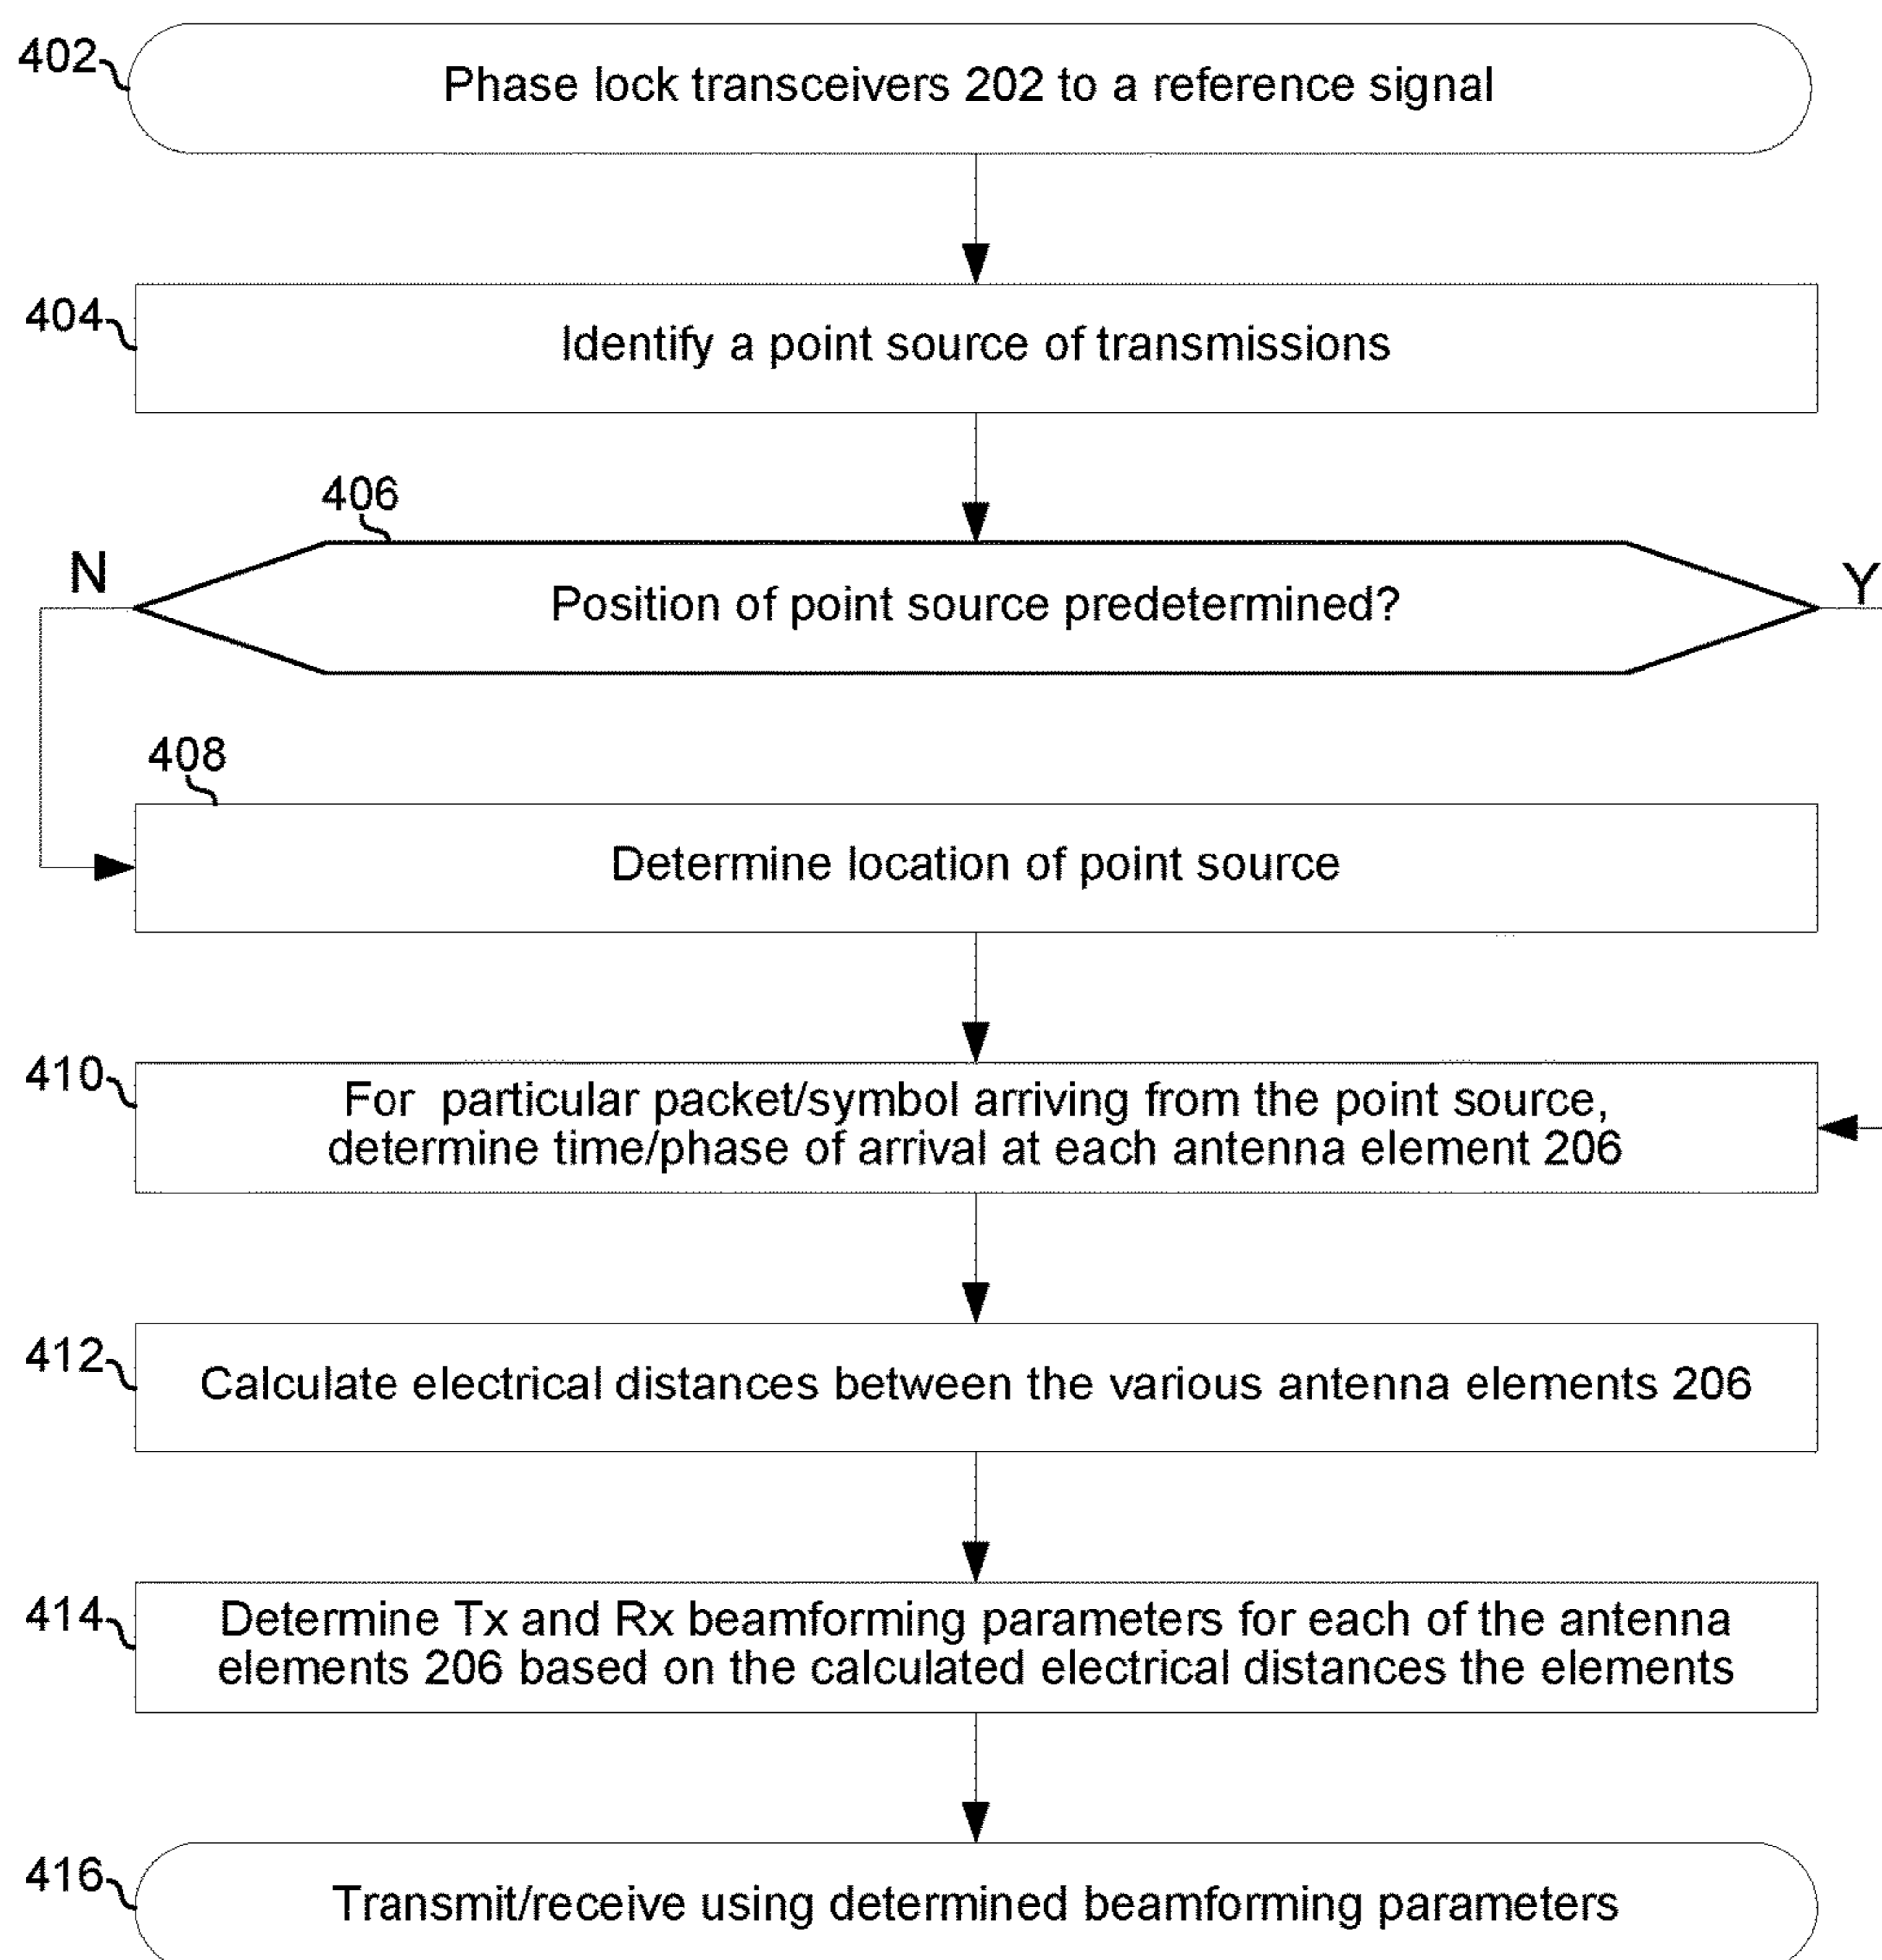 402
Phase lock transceivers 202 to a reference signal
404
Identify a point source of transmissions
406
N
Position of point source predetermined?
Y
408
Determine location of point source
410
For particular packet/symbol arriving from the point source,
determine time/phase of arrival at each antenna element 206
412
Calculate electrical distances between the various antenna elements 206
414
Determine Tx and Rx beamforming parameters for each of the antenna
elements 206 based on the calculated electrical distances the elements
416
Transmit/receive using determined beamforming parameters